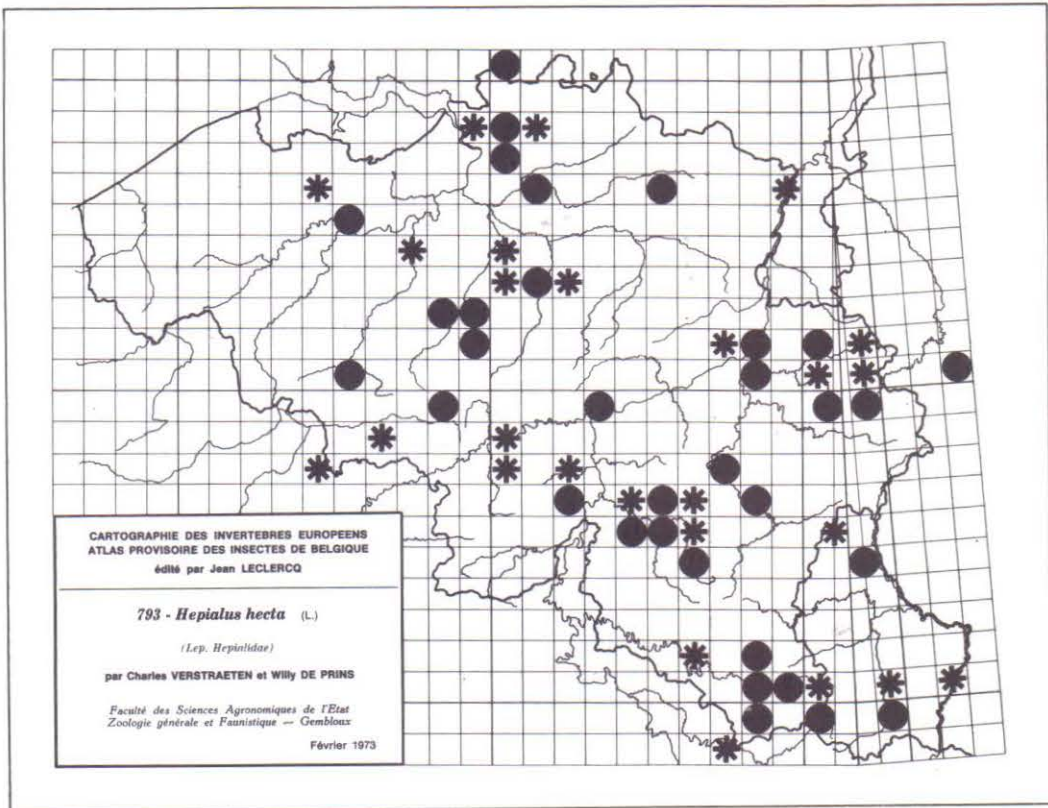 CARTOGRAPHIE DES INVERTEBRES EUROPEENS
ATLAS PROVISOIRE DES INSECTES DE BELGIQUE
édité par Jean LECLERCQ
793 - Hepialus hecta (L.)
(Lep. Hepialidae)
par Charles VERSTRAETEN et Willy DE PRINS
Faculté des Sciences Agronomiques de l'Etat
Zoologie générale et Faunistique — Gembloux
Février 1973